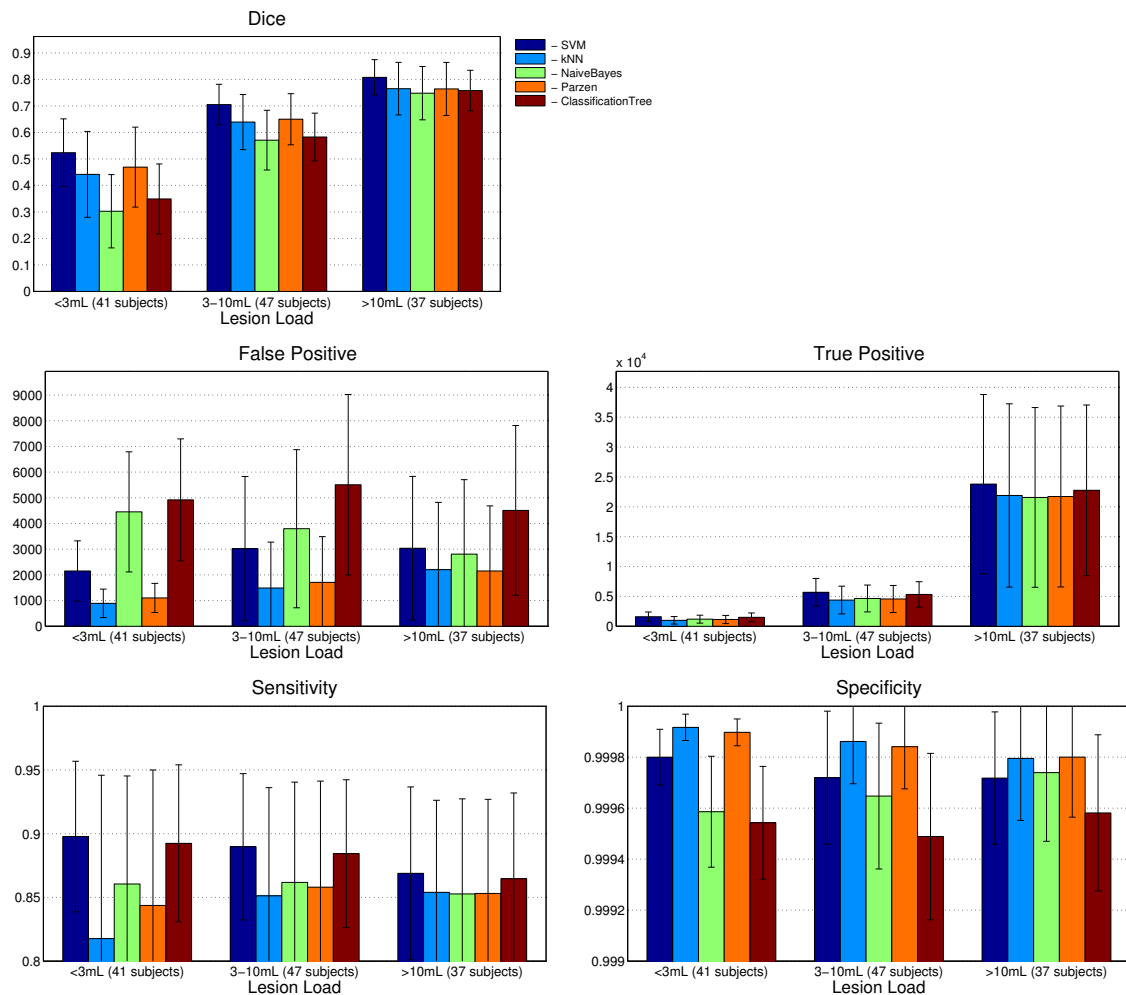 Dice
0.9
0.8
0.7
0.6
0.5
0.4
0.3
0.2
0.1
0
<3mL (41 subjects) 3−10mL (47 subjects) >10mL (37 subjects)
Lesion Load
− SVM
− kNN
− NaiveBayes
− Parzen
− ClassificationTree
False Positive
9000
8000
7000
6000
5000
4000
3000
2000
1000
0
<3mL (41 subjects) 3−10mL (47 subjects) >10mL (37 subjects)
Lesion Load
True Positive
x 10^4
4
3.5
3
2.5
2
1.5
1
0.5
0
<3mL (41 subjects) 3−10mL (47 subjects) >10mL (37 subjects)
Lesion Load
Sensitivity
1
0.95
0.9
0.85
0.8
<3mL (41 subjects) 3−10mL (47 subjects) >10mL (37 subjects)
Lesion Load
Specificity
1
0.9998
0.9996
0.9994
0.9992
0.999
<3mL (41 subjects) 3−10mL (47 subjects) >10mL (37 subjects)
Lesion Load